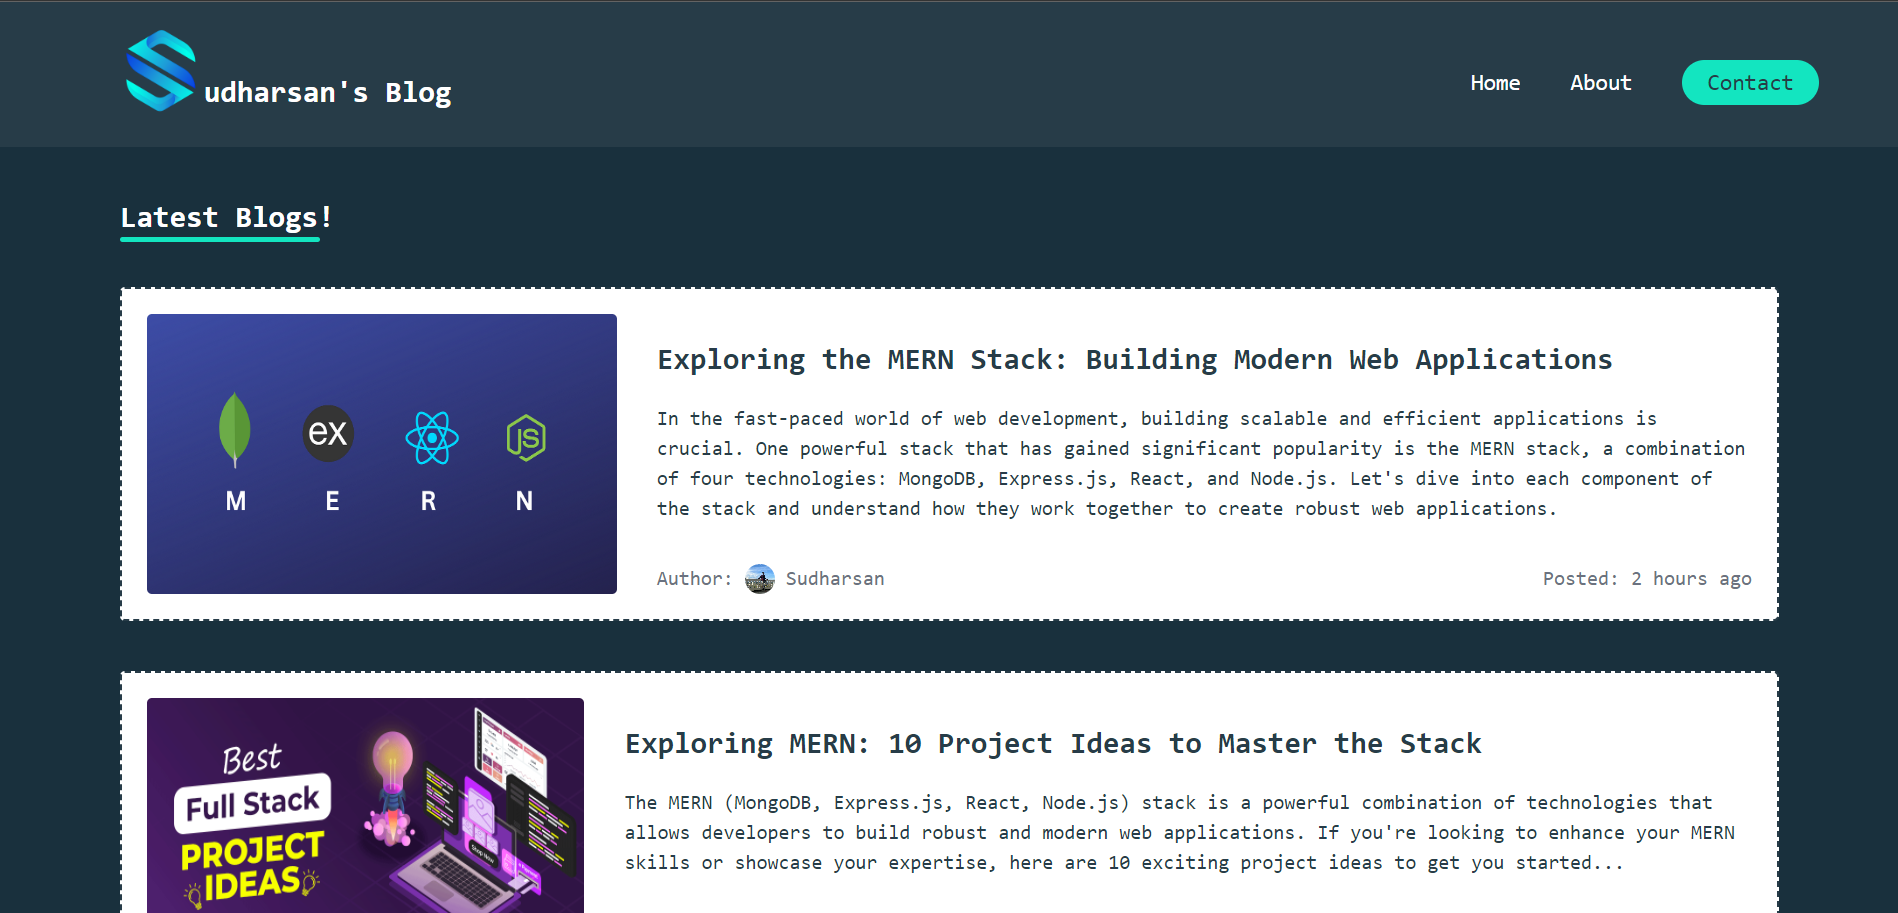 udharsan's Blog
Home
About
Contact
Latest Blogs!
ex
JS
M
E
R
N
Exploring the MERN Stack: Building Modern Web Applications
In the fast-paced world of web development, building scalable and efficient applications is
crucial. One powerful stack that has gained significant popularity is the MERN stack, a combination
of four technologies: MongoDB, Express.js, React, and Node.js. Let's dive into each component of
the stack and understand how they work together to create robust web applications.
Author:
Sudharsan
Posted: 2 hours ago
Best
Full Stack
PROJECT
IDEAS
Stop Now
Exploring MERN: 10 Project Ideas to Master the Stack
The MERN (MongoDB, Express.js, React, Node.js) stack is a powerful combination of technologies that
allows developers to build robust and modern web applications. If you're looking to enhance your MERN
skills or showcase your expertise, here are 10 exciting project ideas to get you started...